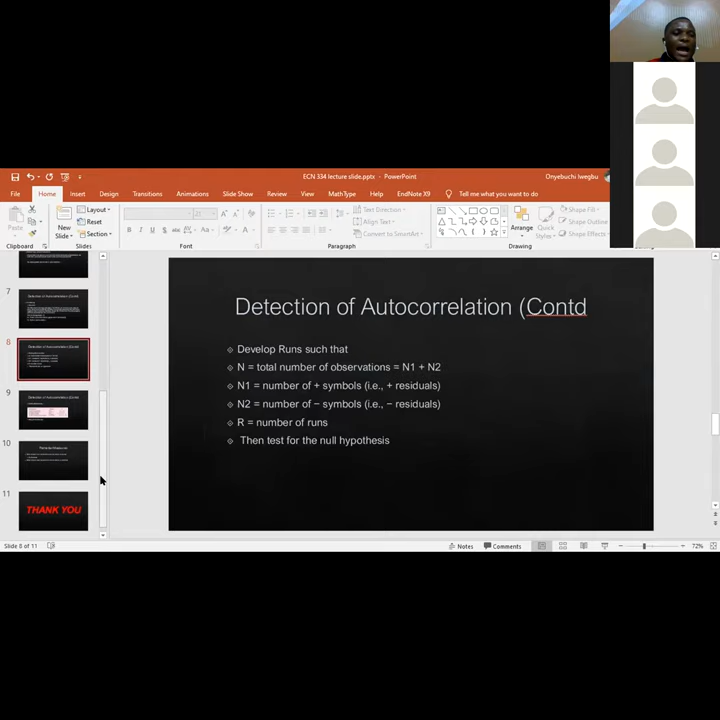 ECN 334 lecture slide.pptx - PowerPoint
Onyebuchi Iwegbu
File Home Insert Design Transitions Animations Slide Show Review View MathType Help EndNote X9 Tell me what you want to do
Paste
Clipboard
New Slide
Layout
Reset
Section
Slides
Font
Text Direction
Align Text
Convert to SmartArt
Paragraph
Arrange
Quick Styles
Shape Fill
Shape Outline
Shape Effects
Drawing
7
8
9
10
11
THANK YOU
Detection of Autocorrelation (Contd
Develop Runs such that
N = total number of observations = N1 + N2
N1 = number of + symbols (i.e., + residuals)
N2 = number of − symbols (i.e., − residuals)
R = number of runs
Then test for the null hypothesis
Slide 8 of 11
Notes
Comments
72%